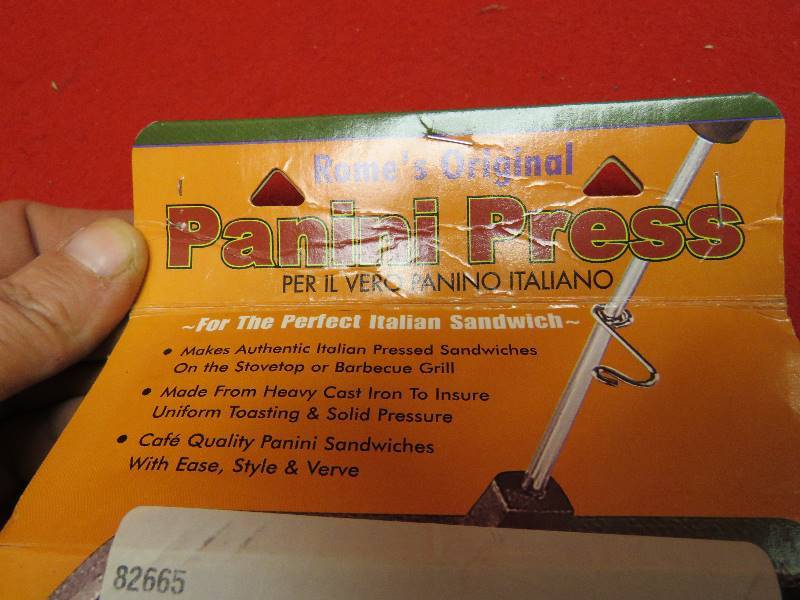 Rome's Original
Panini Press
PER IL VERO PANINO ITALIANO
~For The Perfect Italian Sandwich~
• Makes Authentic Italian Pressed Sandwiches
On the Stovetop or Barbecue Grill
• Made From Heavy Cast Iron To Insure
Uniform Toasting & Solid Pressure
• Café Quality Panini Sandwiches
With Ease, Style & Verve
82665